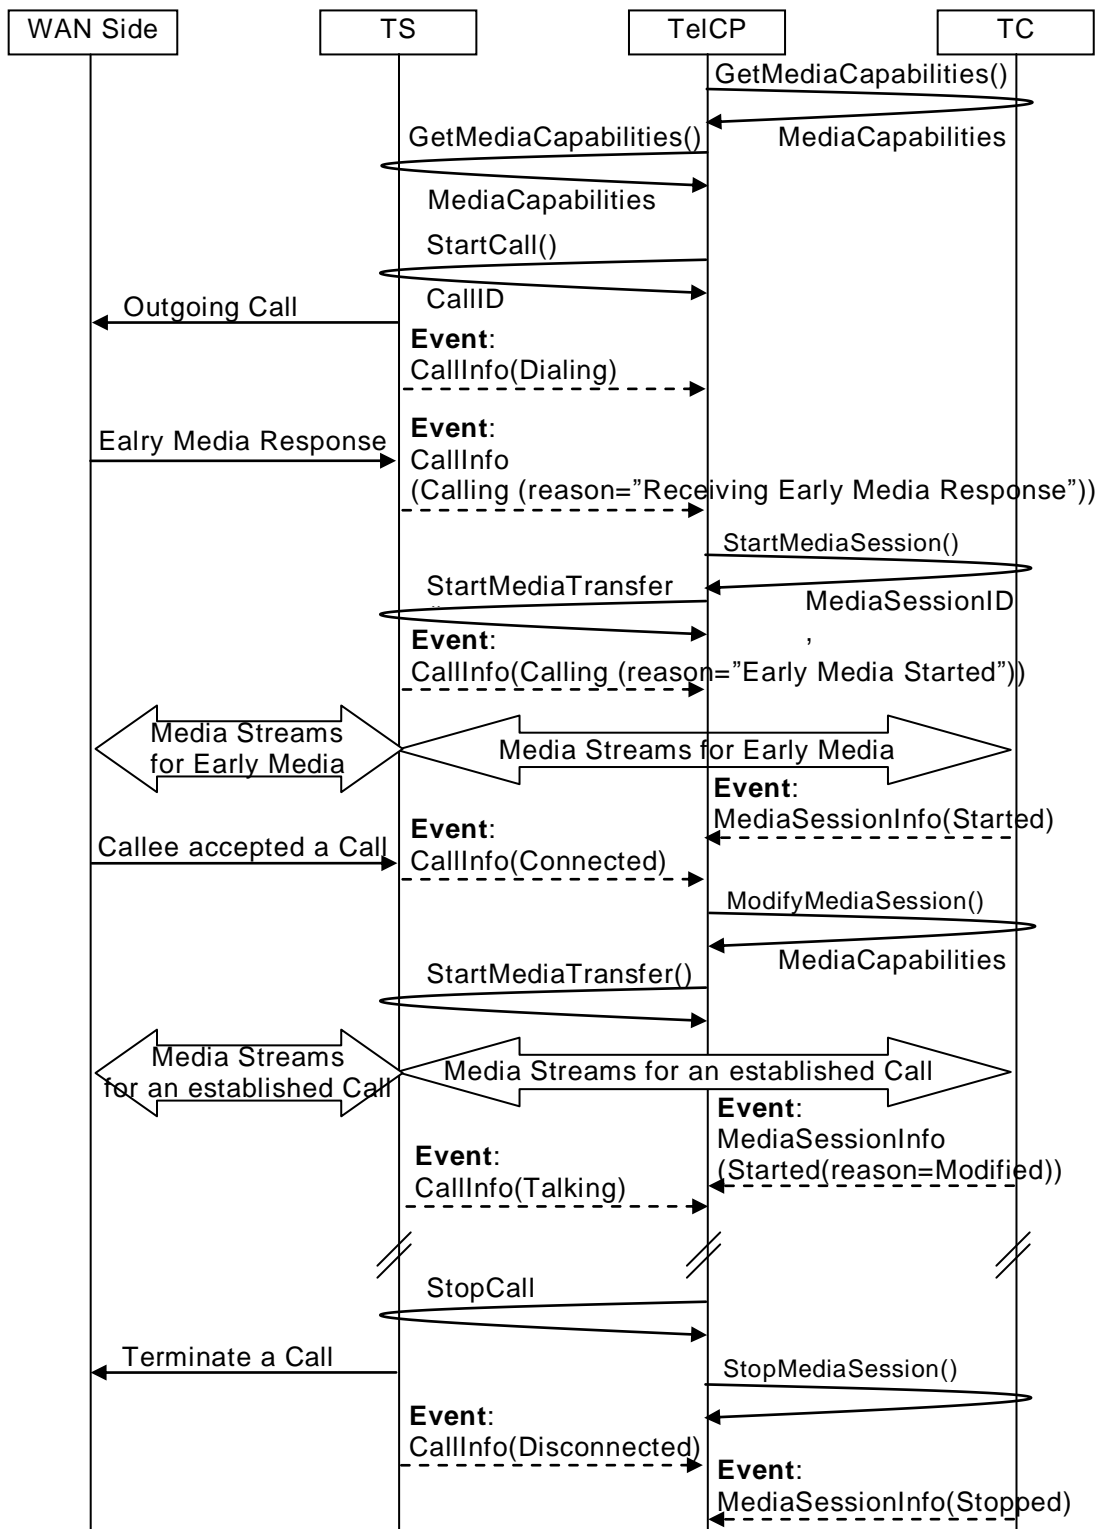 WAN Side
TS
TelCP
TC
GetMediaCapabilities()
MediaCapabilities
GetMediaCapabilities()
MediaCapabilities
StartCall()
CallID
Outgoing Call
Event:
CallInfo(Dialing)
Ealry Media Response
Event:
CallInfo
(Calling (reason=”Receiving Early Media Response”))
StartMediaSession()
StartMediaTransfer
MediaSessionID
,
Event:
CallInfo(Calling (reason=”Early Media Started”))
Media Streams
for Early Media
Media Streams for Early Media
Event:
MediaSessionInfo(Started)
Callee accepted a Call
Event:
CallInfo(Connected)
ModifyMediaSession()
MediaCapabilities
StartMediaTransfer()
Media Streams
for an established Call
Media Streams for an established Call
Event:
MediaSessionInfo
(Started(reason=Modified))
Event:
CallInfo(Talking)
StopCall
Terminate a Call
StopMediaSession()
Event:
CallInfo(Disconnected)
Event:
MediaSessionInfo(Stopped)